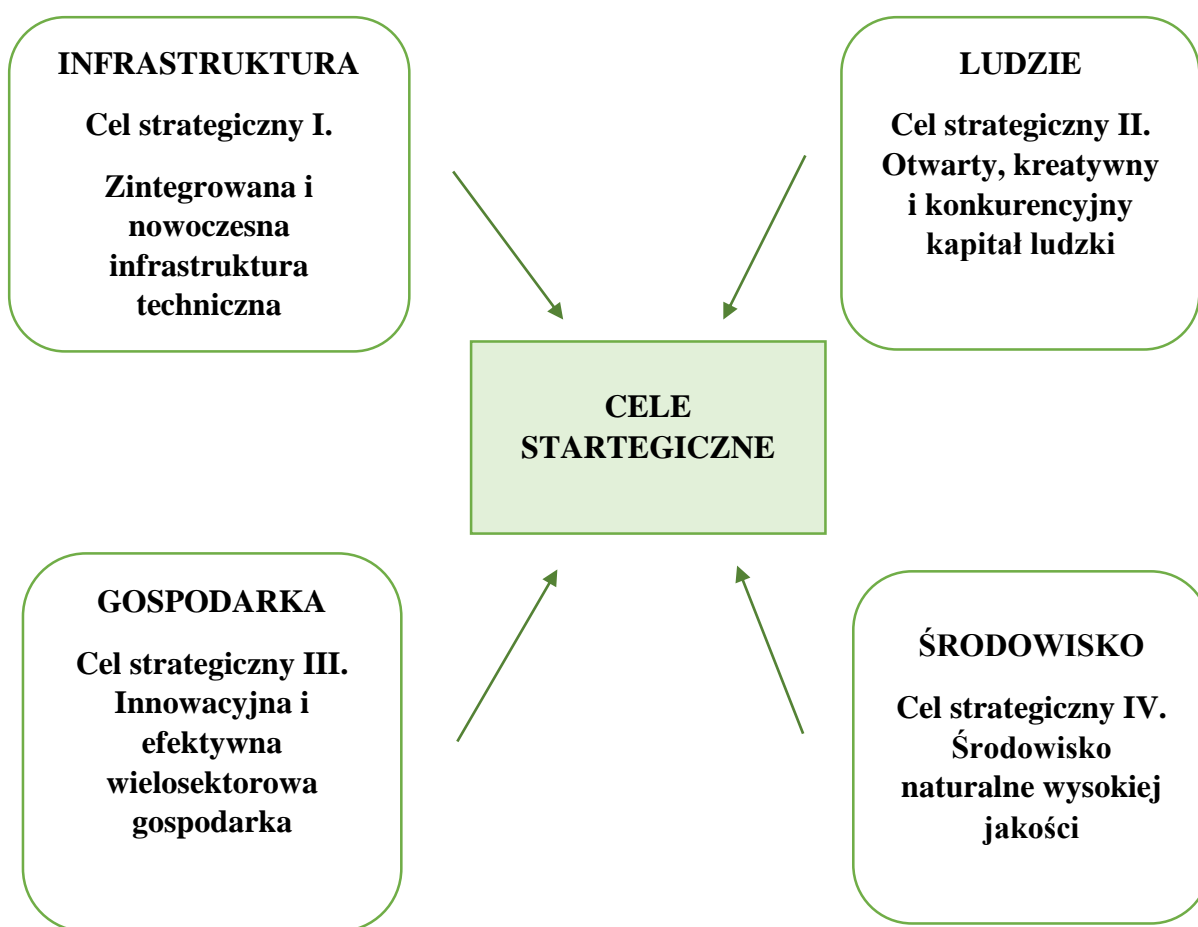 INFRASTRUKTURA
Cel strategiczny I.
Zintegrowana i
nowoczesna
infrastruktura
techniczna
LUDZIE
Cel strategiczny II.
Otwarty, kreatywny
i konkurencyjny
kapitał ludzki
CELE
STARTEGICZNE
GOSPODARKA
Cel strategiczny III.
Innowacyjna i
efektywna
wielosektorowa
gospodarka
ŚRODOWISKO
Cel strategiczny IV.
Środowisko
naturalne wysokiej
jakości